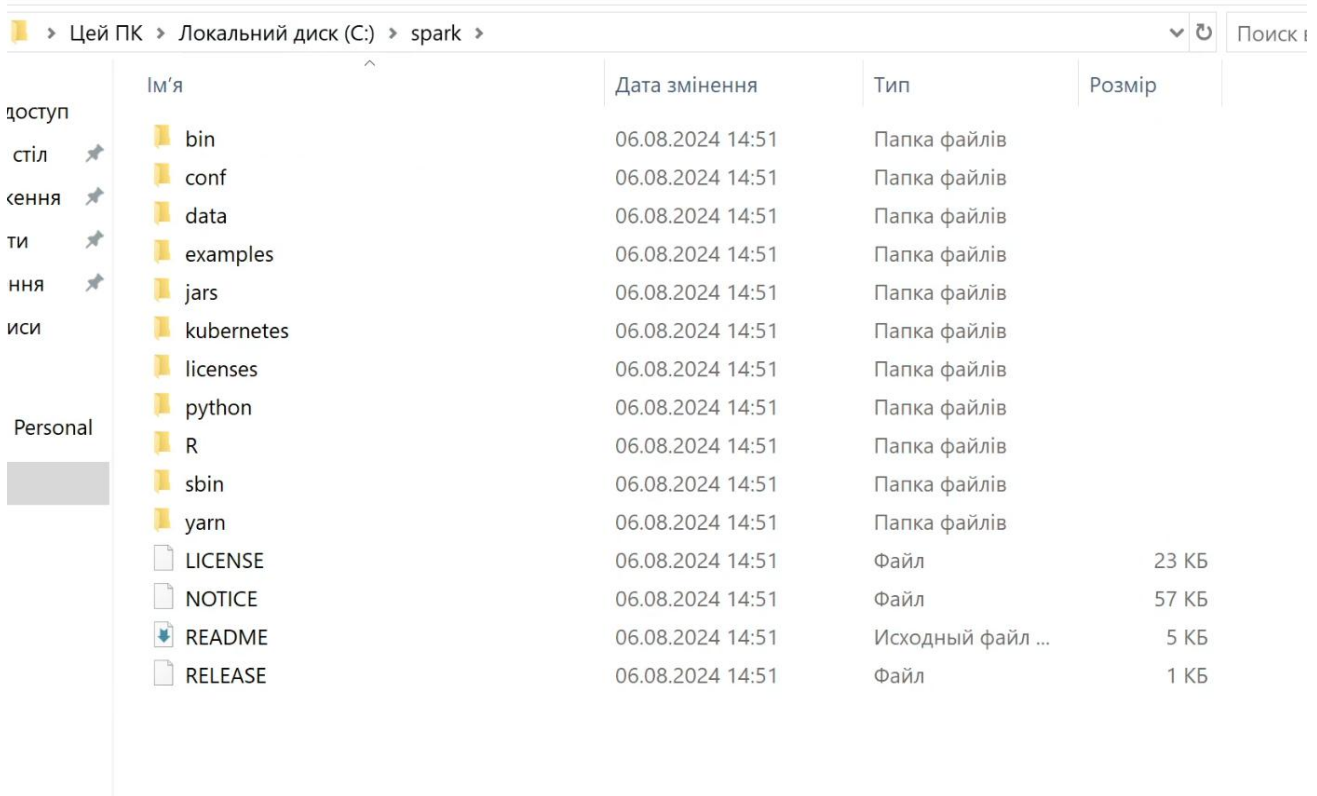 Цей ПК Локальний диск (C:) spark Поиск в
Ім’я Дата змінення Тип Розмір
доступ
стіл
ження
ти
ння
иси
Personal
bin 06.08.2024 14:51 Папка файлів
conf 06.08.2024 14:51 Папка файлів
data 06.08.2024 14:51 Папка файлів
examples 06.08.2024 14:51 Папка файлів
jars 06.08.2024 14:51 Папка файлів
kubernetes 06.08.2024 14:51 Папка файлів
licenses 06.08.2024 14:51 Папка файлів
python 06.08.2024 14:51 Папка файлів
R 06.08.2024 14:51 Папка файлів
sbin 06.08.2024 14:51 Папка файлів
yarn 06.08.2024 14:51 Папка файлів
LICENSE 06.08.2024 14:51 Файл 23 КБ
NOTICE 06.08.2024 14:51 Файл 57 КБ
README 06.08.2024 14:51 Исходный файл ... 5 КБ
RELEASE 06.08.2024 14:51 Файл 1 КБ